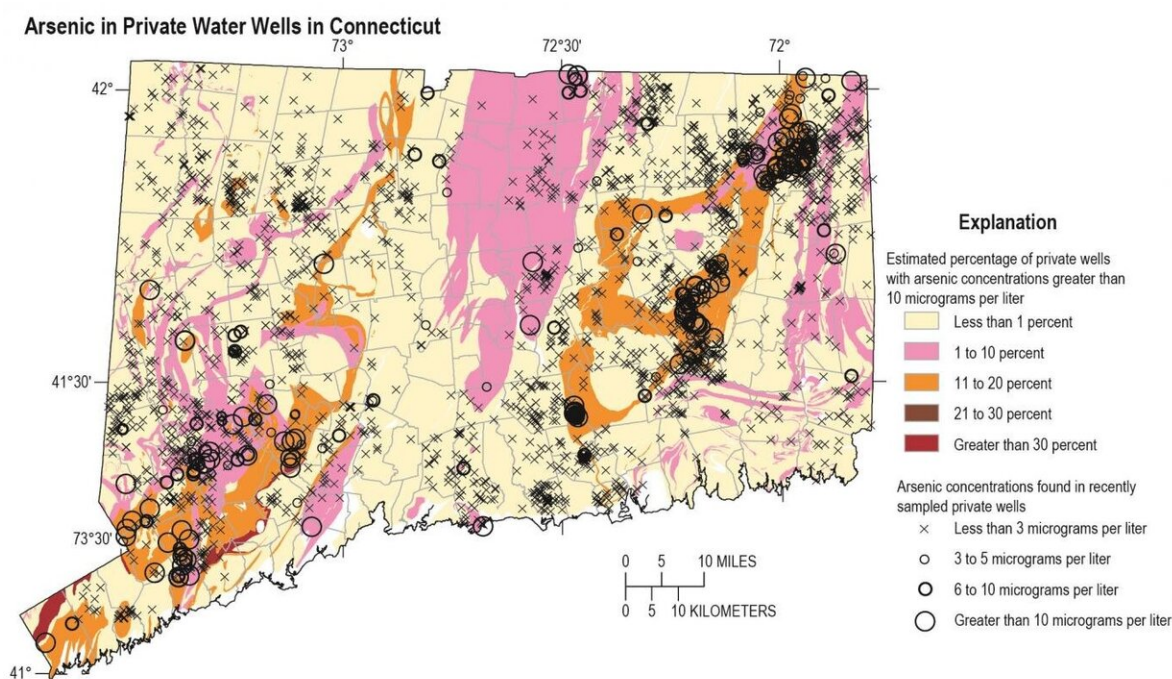 Arsenic in Private Water Wells in Connecticut
73°
72°30'
72°
42°
41°30'
73°30'
41°
0 5 10 MILES
0 5 10 KILOMETERS
Explanation
Estimated percentage of private wells
with arsenic concentrations greater than
10 micrograms per liter
Less than 1 percent
1 to 10 percent
11 to 20 percent
21 to 30 percent
Greater than 30 percent
Arsenic concentrations found in recently
sampled private wells
Less than 3 micrograms per liter
3 to 5 micrograms per liter
6 to 10 micrograms per liter
Greater than 10 micrograms per liter